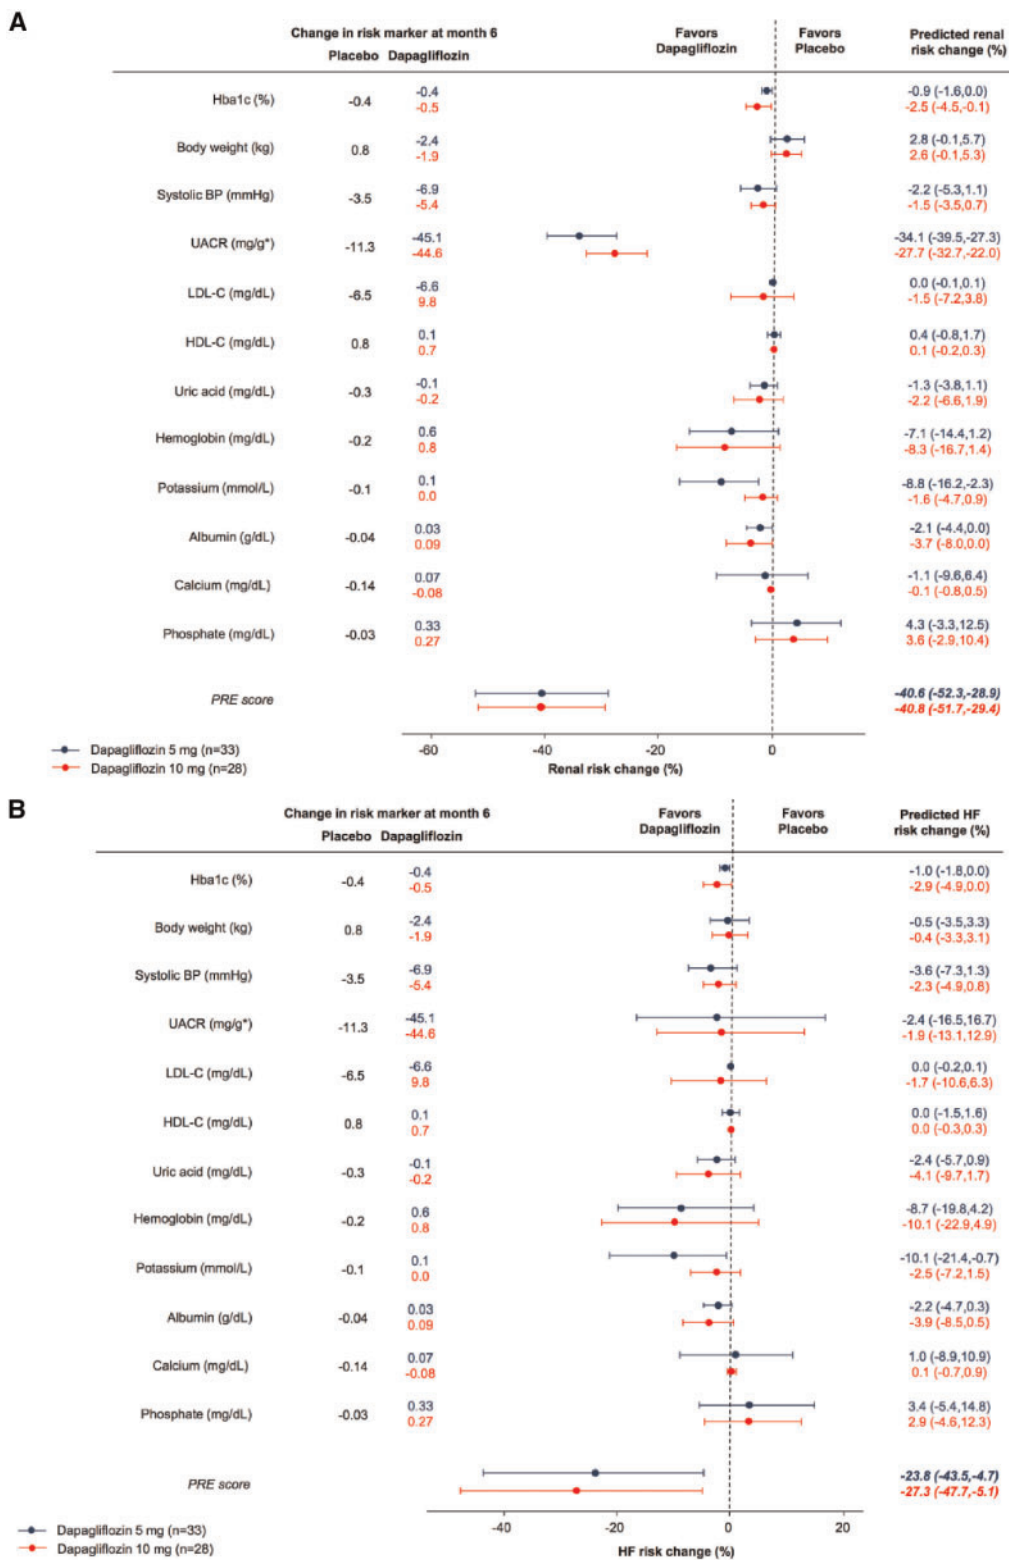 A
Change in risk marker at month 6
Favors Dapagliflozin
Favors Placebo
Predicted renal risk change (%)
Placebo Dapagliflozin
Hba1c (%) -0.4 -0.4 -0.9 (-1.6,0.0)
-0.5 -2.5 (-4.5,-0.1)
Body weight (kg) 0.8 -2.4 2.8 (-0.1,5.7)
-1.9 2.6 (-0.1,5.3)
Systolic BP (mmHg) -3.5 -6.9 -2.2 (-5.3,1.1)
-5.4 -1.5 (-3.5,0.7)
UACR (mg/g*) -11.3 -45.1 -34.1 (-39.5,-27.3)
-44.6 -27.7 (-32.7,-22.0)
LDL-C (mg/dL) -6.5 -6.6 0.0 (-0.1,0.1)
9.8 -1.5 (-7.2,3.8)
HDL-C (mg/dL) 0.8 0.1 0.4 (-0.8,1.7)
0.7 0.1 (-0.2,0.3)
Uric acid (mg/dL) -0.3 -0.1 -1.3 (-3.8,1.1)
-0.2 -2.2 (-6.6,1.9)
Hemoglobin (mg/dL) -0.2 0.6 -7.1 (-14.4,1.2)
0.8 -8.3 (-16.7,1.4)
Potassium (mmol/L) -0.1 0.1 -8.8 (-16.2,-2.3)
0.0 -1.6 (-4.7,0.9)
Albumin (g/dL) -0.04 0.03 -2.1 (-4.4,0.0)
0.09 -3.7 (-8.0,0.0)
Calcium (mg/dL) -0.14 0.07 -1.1 (-9.6,6.4)
-0.08 -0.1 (-0.8,0.5)
Phosphate (mg/dL) -0.03 0.33 4.3 (-3.3,12.5)
0.27 3.6 (-2.9,10.4)
PRE score -40.6 (-52.3,-28.9)
-40.8 (-51.7,-29.4)
-60 -40 -20 0
Dapagliflozin 5 mg (n=33)
Dapagliflozin 10 mg (n=28)
Renal risk change (%)
B
Change in risk marker at month 6
Favors Dapagliflozin
Favors Placebo
Predicted HF risk change (%)
Placebo Dapagliflozin
Hba1c (%) -0.4 -0.4 -1.0 (-1.8,0.0)
-0.5 -2.9 (-4.9,0.0)
Body weight (kg) 0.8 -2.4 -0.5 (-3.5,3.3)
-1.9 -0.4 (-3.3,3.1)
Systolic BP (mmHg) -3.5 -6.9 -3.6 (-7.3,1.3)
-5.4 -2.3 (-4.9,0.8)
UACR (mg/g*) -11.3 -45.1 -2.4 (-16.5,16.7)
-44.6 -1.9 (-13.1,12.9)
LDL-C (mg/dL) -6.5 -6.6 0.0 (-0.2,0.1)
9.8 -1.7 (-10.6,6.3)
HDL-C (mg/dL) 0.8 0.1 0.0 (-1.5,1.6)
0.7 0.0 (-0.3,0.3)
Uric acid (mg/dL) -0.3 -0.1 -2.4 (-5.7,0.9)
-0.2 -4.1 (-9.7,1.7)
Hemoglobin (mg/dL) -0.2 0.6 -8.7 (-19.8,4.2)
0.8 -10.1 (-22.9,4.9)
Potassium (mmol/L) -0.1 0.1 -10.1 (-21.4,-0.7)
0.0 -2.5 (-7.2,1.5)
Albumin (g/dL) -0.04 0.03 -2.2 (-4.7,0.3)
0.09 -3.9 (-8.5,0.5)
Calcium (mg/dL) -0.14 0.07 1.0 (-8.9,10.9)
-0.08 0.1 (-0.7,0.9)
Phosphate (mg/dL) -0.03 0.33 3.4 (-5.4,14.8)
0.27 2.9 (-4.6,12.3)
PRE score -23.8 (-43.5,-4.7)
-27.3 (-47.7,-5.1)
-40 -20 0 20
Dapagliflozin 5 mg (n=33)
Dapagliflozin 10 mg (n=28)
HF risk change (%)